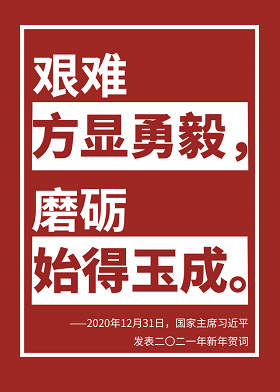 艰难
方显勇毅，
磨砺
始得玉成。
——2020年12月31日，国家主席习近平
发表二〇二一年新年贺词